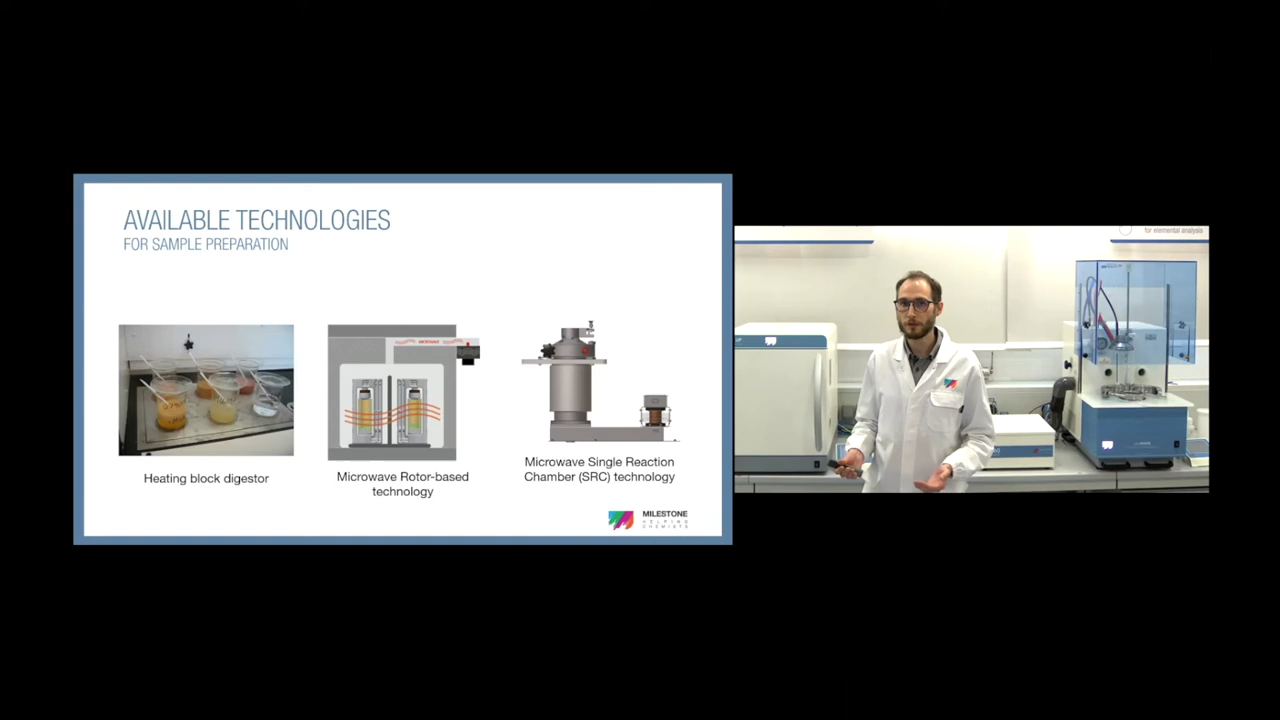 AVAILABLE TECHNOLOGIES
FOR SAMPLE PREPARATION
MICROWAVE
Heating block digestor
Microwave Rotor-based
technology
Microwave Single Reaction
Chamber (SRC) technology
MILESTONE
HELPING
CHEMISTS
for elemental analysis